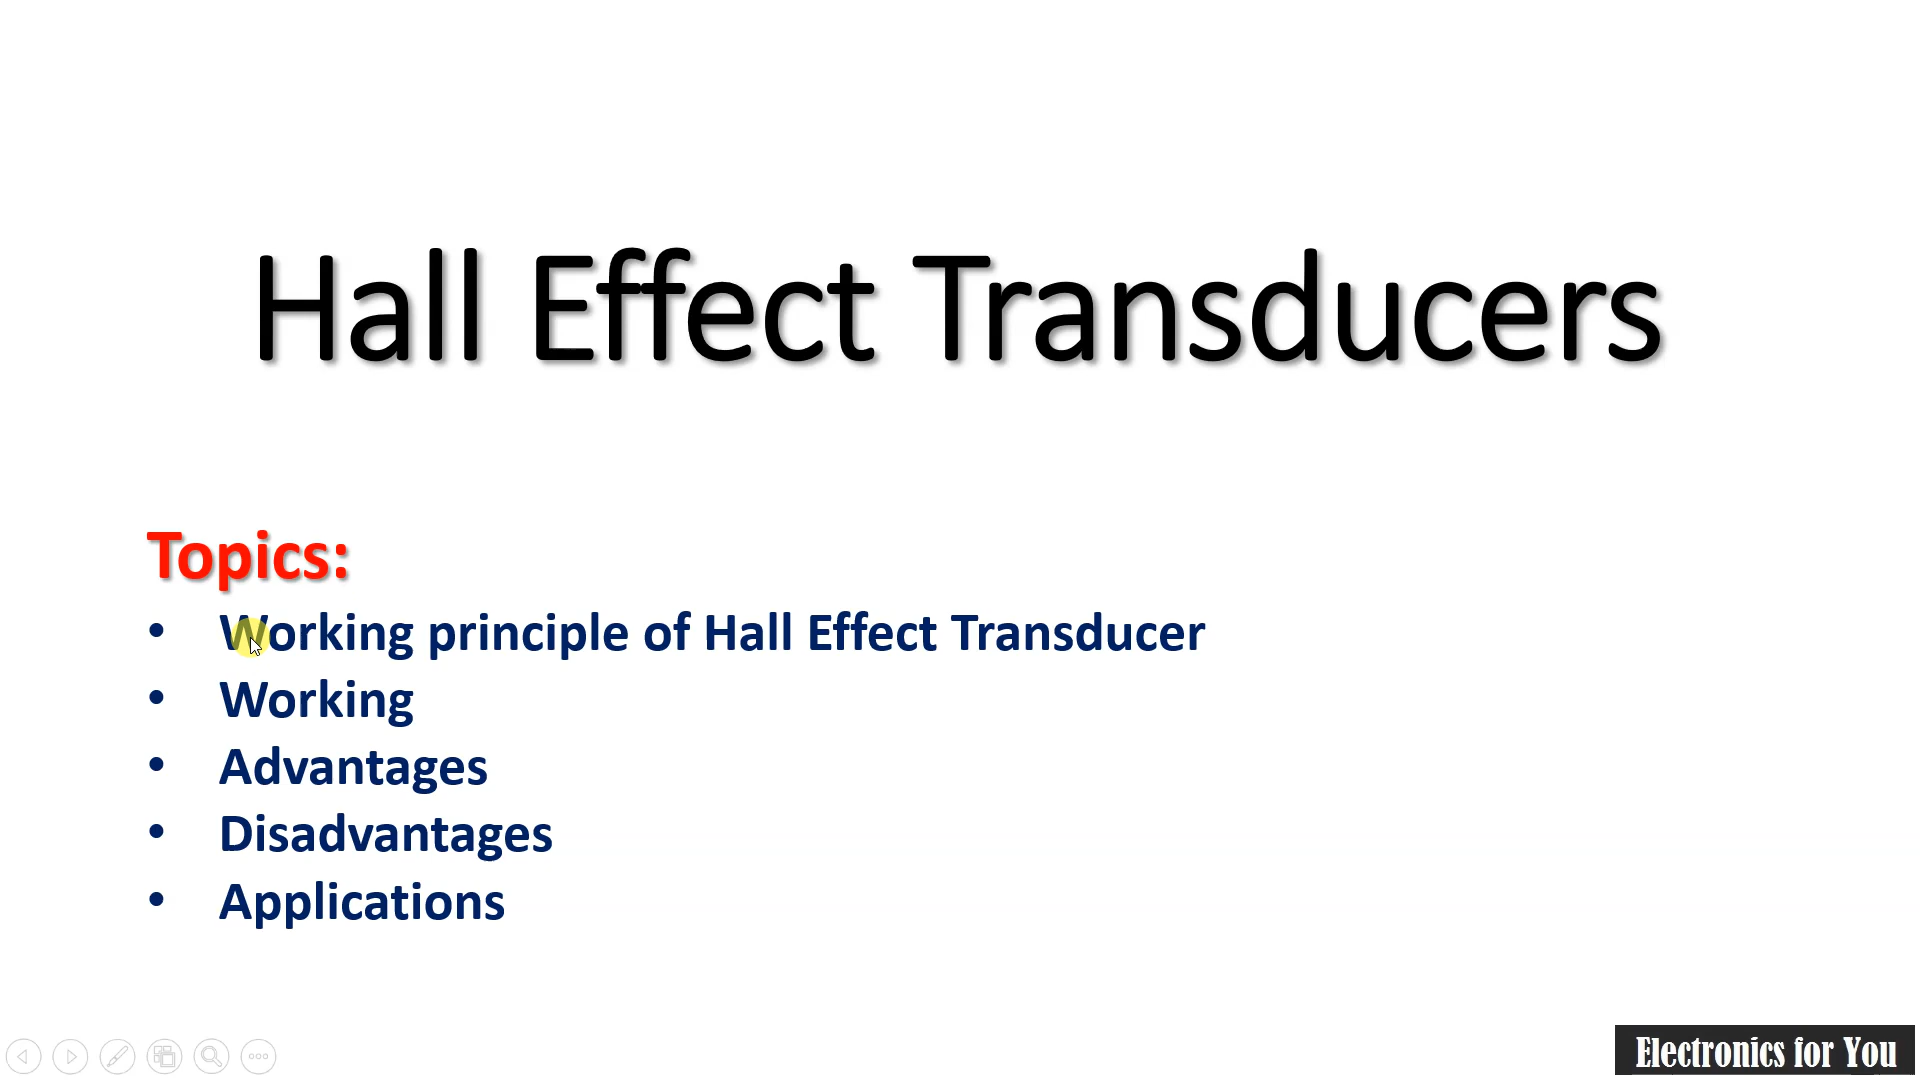 Hall Effect Transducers
Topics:
• Working principle of Hall Effect Transducer
• Working
• Advantages
• Disadvantages
• Applications
Electronics for You